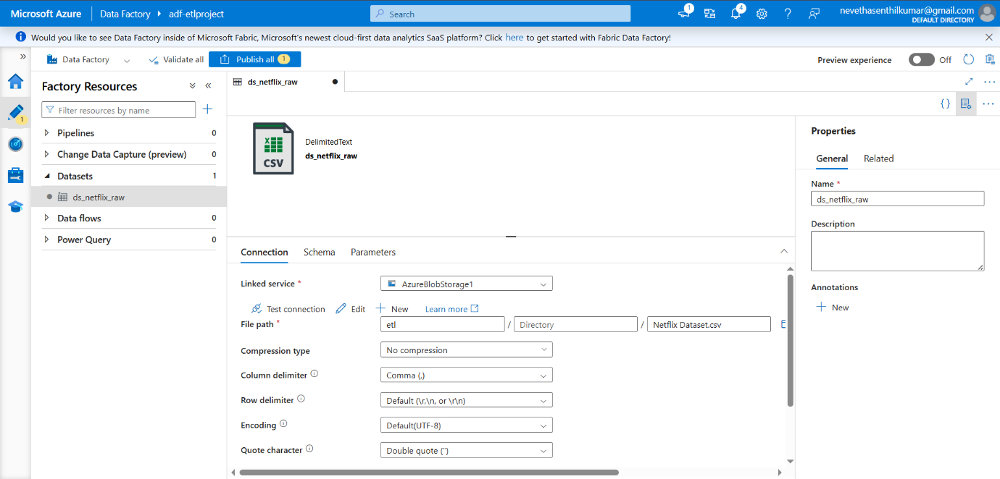 Microsoft Azure Data Factory adf-etlproject Search 1 4 nevethasenthilkumar@gmail.com
DEFAULT DIRECTORY
Would you like to see Data Factory inside of Microsoft Fabric, Microsoft's newest cloud-first data analytics SaaS platform? Click here to get started with Fabric Data Factory!
» Data Factory Validate all Publish all 1 Preview experience Off
Factory Resources
Filter resources by name
1
Pipelines 0
Change Data Capture (preview) 0
Datasets 1
ds_netflix_raw
Data flows 0
Power Query 0
ds_netflix_raw
CSV
DelimitedText
ds_netflix_raw
Connection Schema Parameters
Linked service * AzureBlobStorage1
Test connection Edit New Learn more
File path * etl / Directory / Netflix Dataset.csv
Compression type No compression
Column delimiter Comma (,)
Row delimiter Default (\r,\n, or \r\n)
Encoding Default(UTF-8)
Quote character Double quote (")
{ }
Properties
General Related
Name *
ds_netflix_raw
Description
Annotations
New